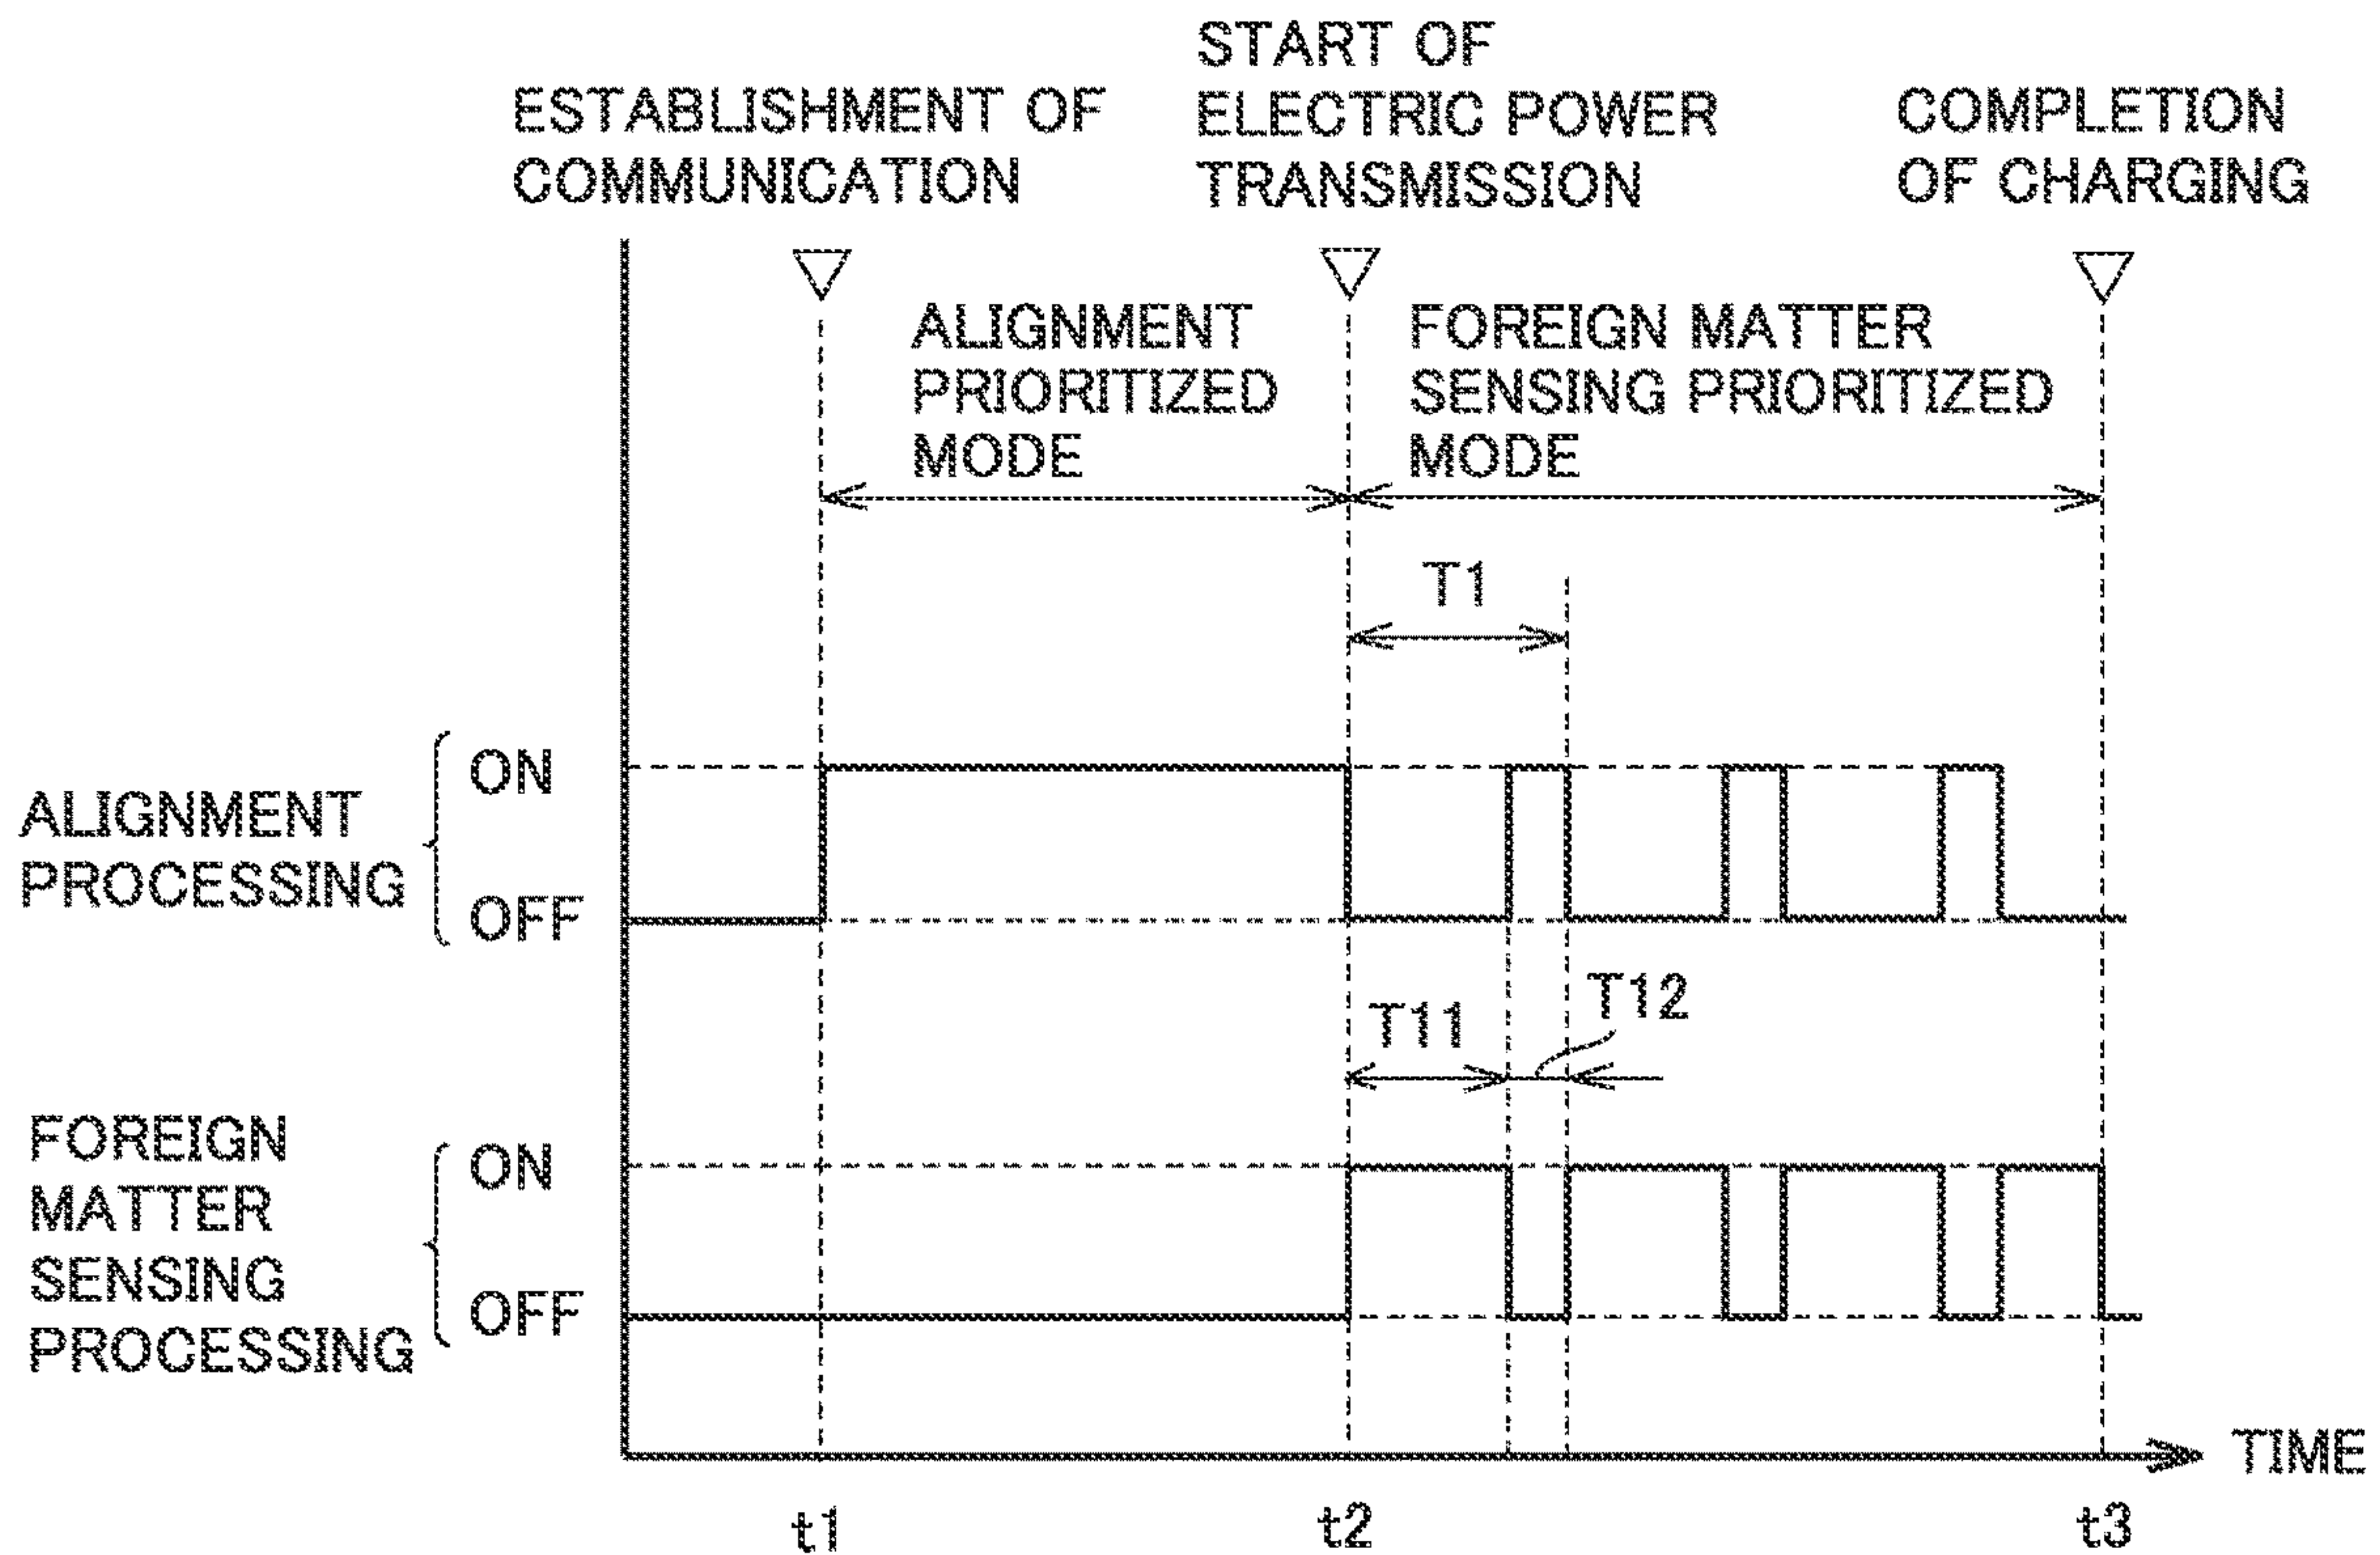 ESTABLISHMENT OF
COMMUNICATION
START OF
ELECTRIC POWER
TRANSMISSION
COMPLETION
OF CHARGING
ALIGNMENT
PRIORITIZED
MODE
FOREIGN MATTER
SENSING PRIORITIZED
MODE
T1
ALIGNMENT
PROCESSING
ON
OFF
T11
T12
FOREIGN
MATTER
SENSING
PROCESSING
ON
OFF
TIME
t1
t2
t3